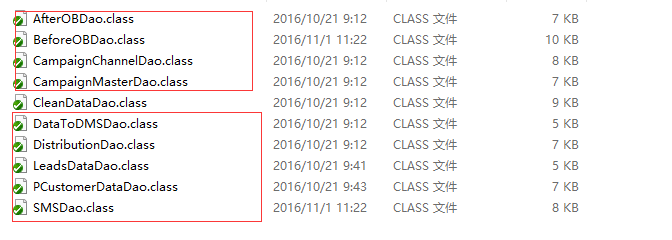 AfterOBDao.class 2016/10/21 9:12 CLASS 文件 7 KB
BeforeOBDao.class 2016/11/1 11:22 CLASS 文件 10 KB
CampaignChannelDao.class 2016/10/21 9:12 CLASS 文件 8 KB
CampaignMasterDao.class 2016/10/21 9:12 CLASS 文件 7 KB
CleanDataDao.class 2016/10/21 9:12 CLASS 文件 9 KB
DataToDMSDao.class 2016/10/21 9:12 CLASS 文件 5 KB
DistributionDao.class 2016/10/21 9:12 CLASS 文件 7 KB
LeadsDataDao.class 2016/10/21 9:41 CLASS 文件 5 KB
PCustomerDataDao.class 2016/10/21 9:43 CLASS 文件 7 KB
SMSDao.class 2016/11/1 11:22 CLASS 文件 8 KB